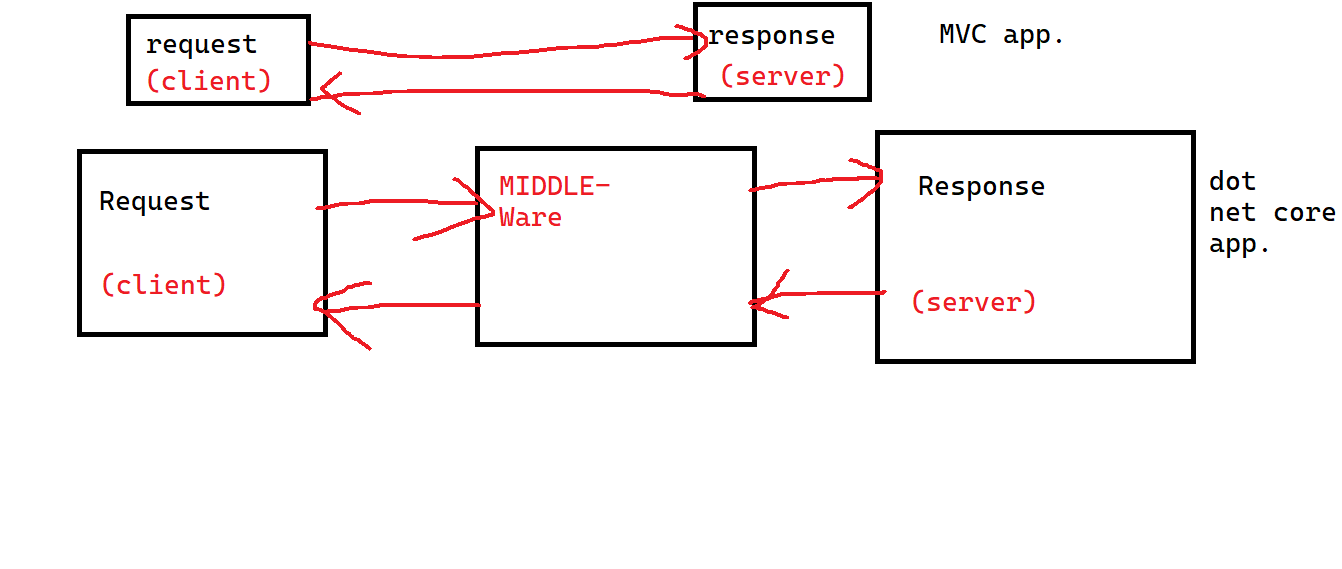 request
(client)
response
(server)
MVC app.
Request
(client)
MIDDLE-
Ware
Response
(server)
dot
net core
app.